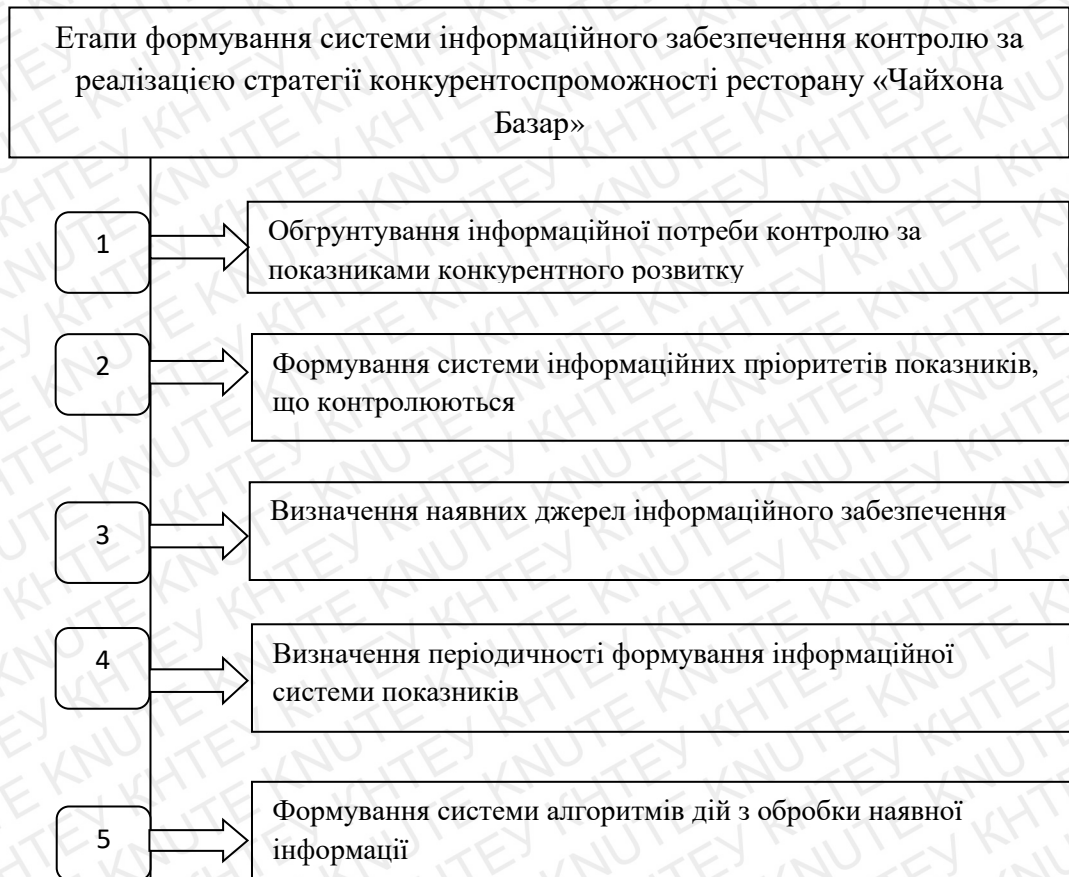 Етапи формування системи інформаційного забезпечення контролю за
реалізацією стратегії конкурентоспроможності ресторану «Чайхона
Базар»
1
Обгрунтування інформаційної потреби контролю за
показниками конкурентного розвитку
2
Формування системи інформаційних пріоритетів показників,
що контролюються
3
Визначення наявних джерел інформаційного забезпечення
4
Визначення періодичності формування інформаційної
системи показників
5
Формування системи алгоритмів дій з обробки наявної
інформації